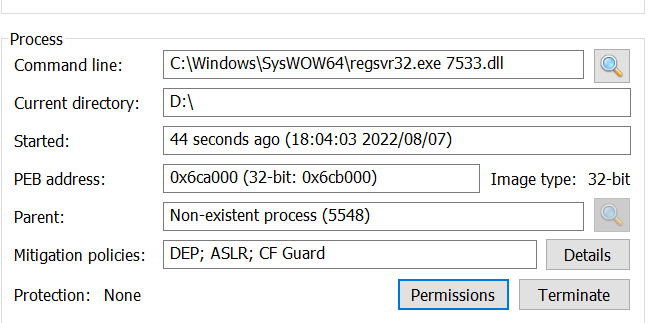 Process
Command line: C:\Windows\SysWOW64\regsvr32.exe 7533.dll
Current directory: D:\
Started: 44 seconds ago (18:04:03 2022/08/07)
PEB address: 0x6ca000 (32-bit: 0x6cb000) Image type: 32-bit
Parent: Non-existent process (5548)
Mitigation policies: DEP; ASLR; CF Guard Details
Protection: None Permissions Terminate